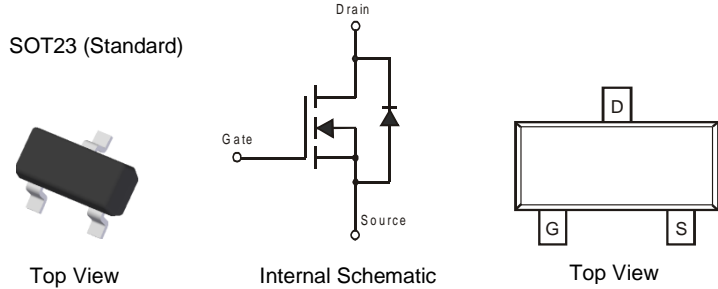 Drain
SOT23 (Standard)
D
Gate
G
S
Source
Top View
Internal Schematic
Top View